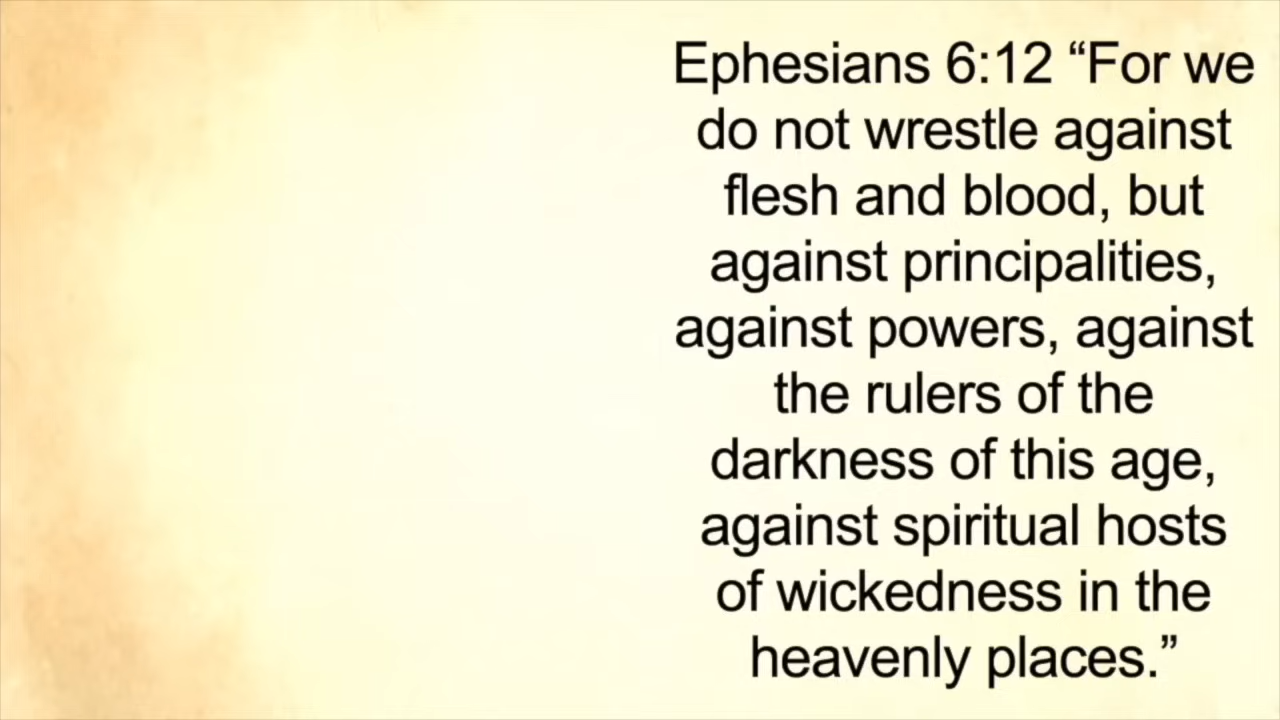 Ephesians 6:12 “For we
do not wrestle against
flesh and blood, but
against principalities,
against powers, against
the rulers of the
darkness of this age,
against spiritual hosts
of wickedness in the
heavenly places.”